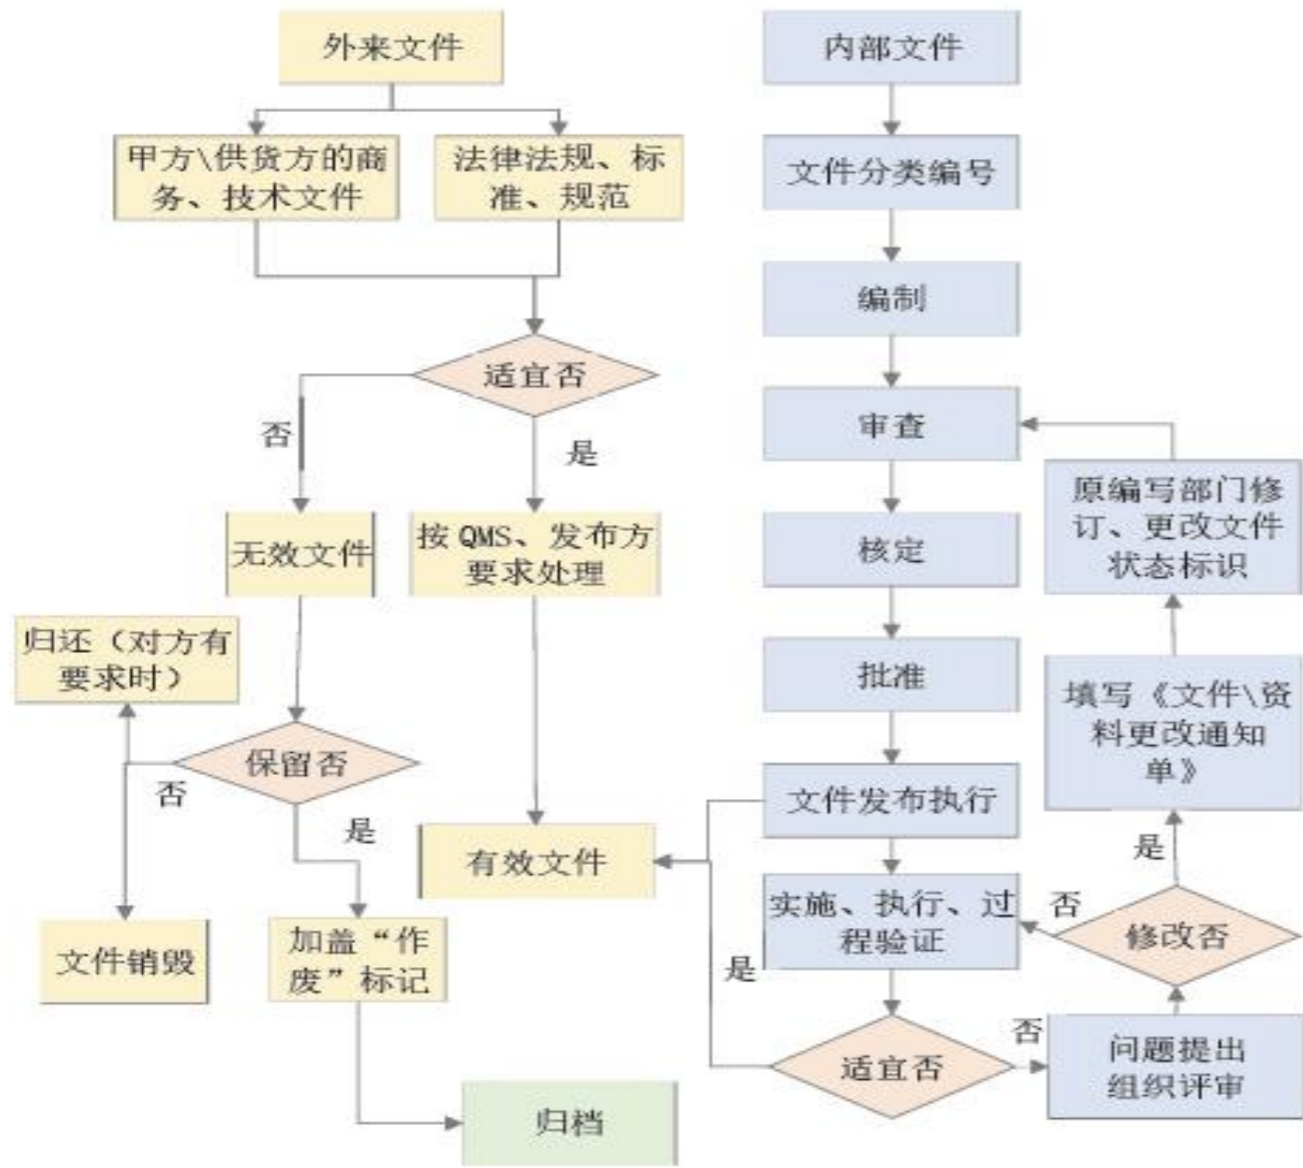 外来文件
甲方\供货方的商
务、技术文件
法律法规、标
准、规范
适宜否
否
是
无效文件
按QMS、发布方
要求处理
归还（对方有
要求时）
保留否
否
是
有效文件
文件销毁
加盖“作
废”标记
归档
内部文件
文件分类编号
编制
审查
核定
批准
文件发布执行
实施、执行、过
程验证
适宜否
是
否
问题提出
组织评审
修改否
否
是
填写《文件\资
料更改通知
单》
原编写部门修
订、更改文件
状态标识